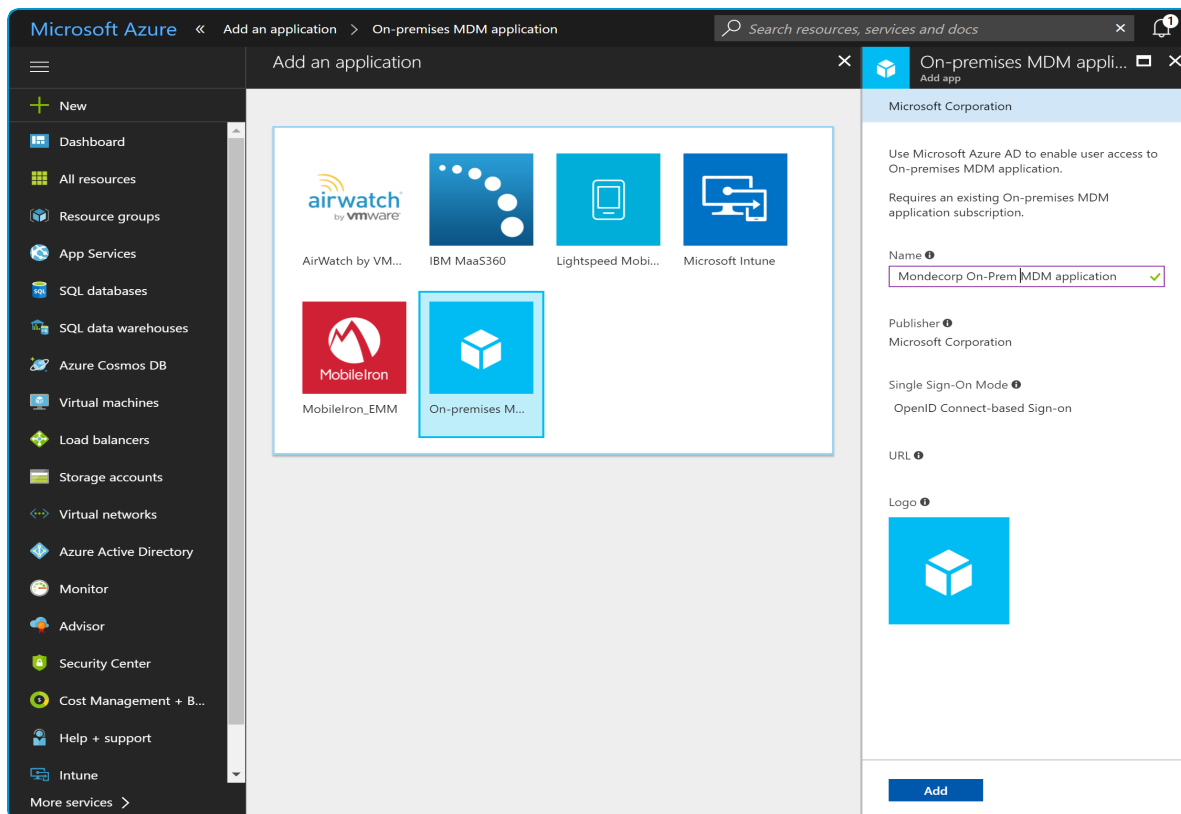 Microsoft Azure « Add an application > On-premises MDM application Search resources, services and docs × 1
Add an application ×
On-premises MDM appli... ×
Add app
New
Dashboard
All resources
Resource groups
App Services
SQL databases
SQL data warehouses
Azure Cosmos DB
Virtual machines
Load balancers
Storage accounts
Virtual networks
Azure Active Directory
Monitor
Advisor
Security Center
Cost Management + B...
Help + support
Intune
More services >
airwatch
by vmware
AirWatch by VM...
IBM MaaS360
Lightspeed Mobi...
Microsoft Intune
MobileIron
MobileIron_EMM
On-premises M...
Microsoft Corporation
Use Microsoft Azure AD to enable user access to
On-premises MDM application.
Requires an existing On-premises MDM
application subscription.
Name
Mondecorp On-Prem MDM application
Publisher
Microsoft Corporation
Single Sign-On Mode
OpenID Connect-based Sign-on
URL
Logo
Add